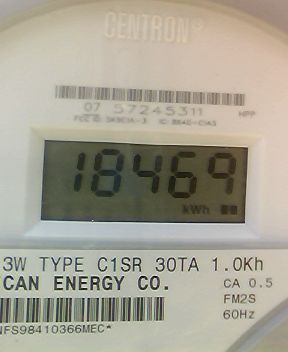 CENTRON®
07 57245311 HPP
18469
kWh
3W TYPE C1SR 30TA 1.0Kh
CAN ENERGY CO. CA 0.5
FM2S
60Hz
NFS98410366MEC*